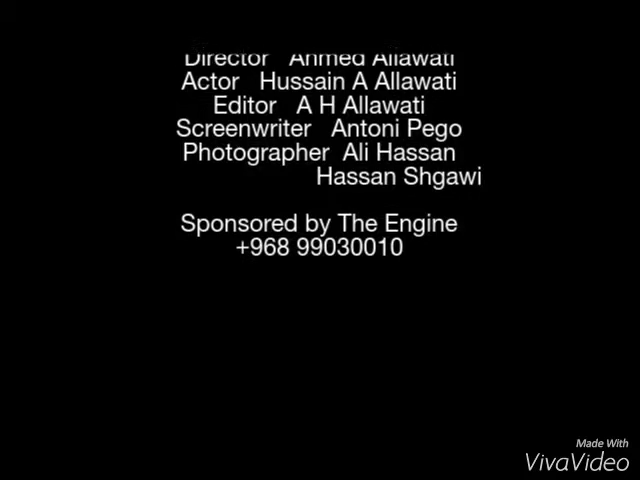 Director Ahmed Allawati
Actor Hussain A Allawati
Editor A H Allawati
Screenwriter Antoni Pego
Photographer Ali Hassan
Hassan Shgawi
Sponsored by The Engine
+968 99030010
Made With
VivaVideo